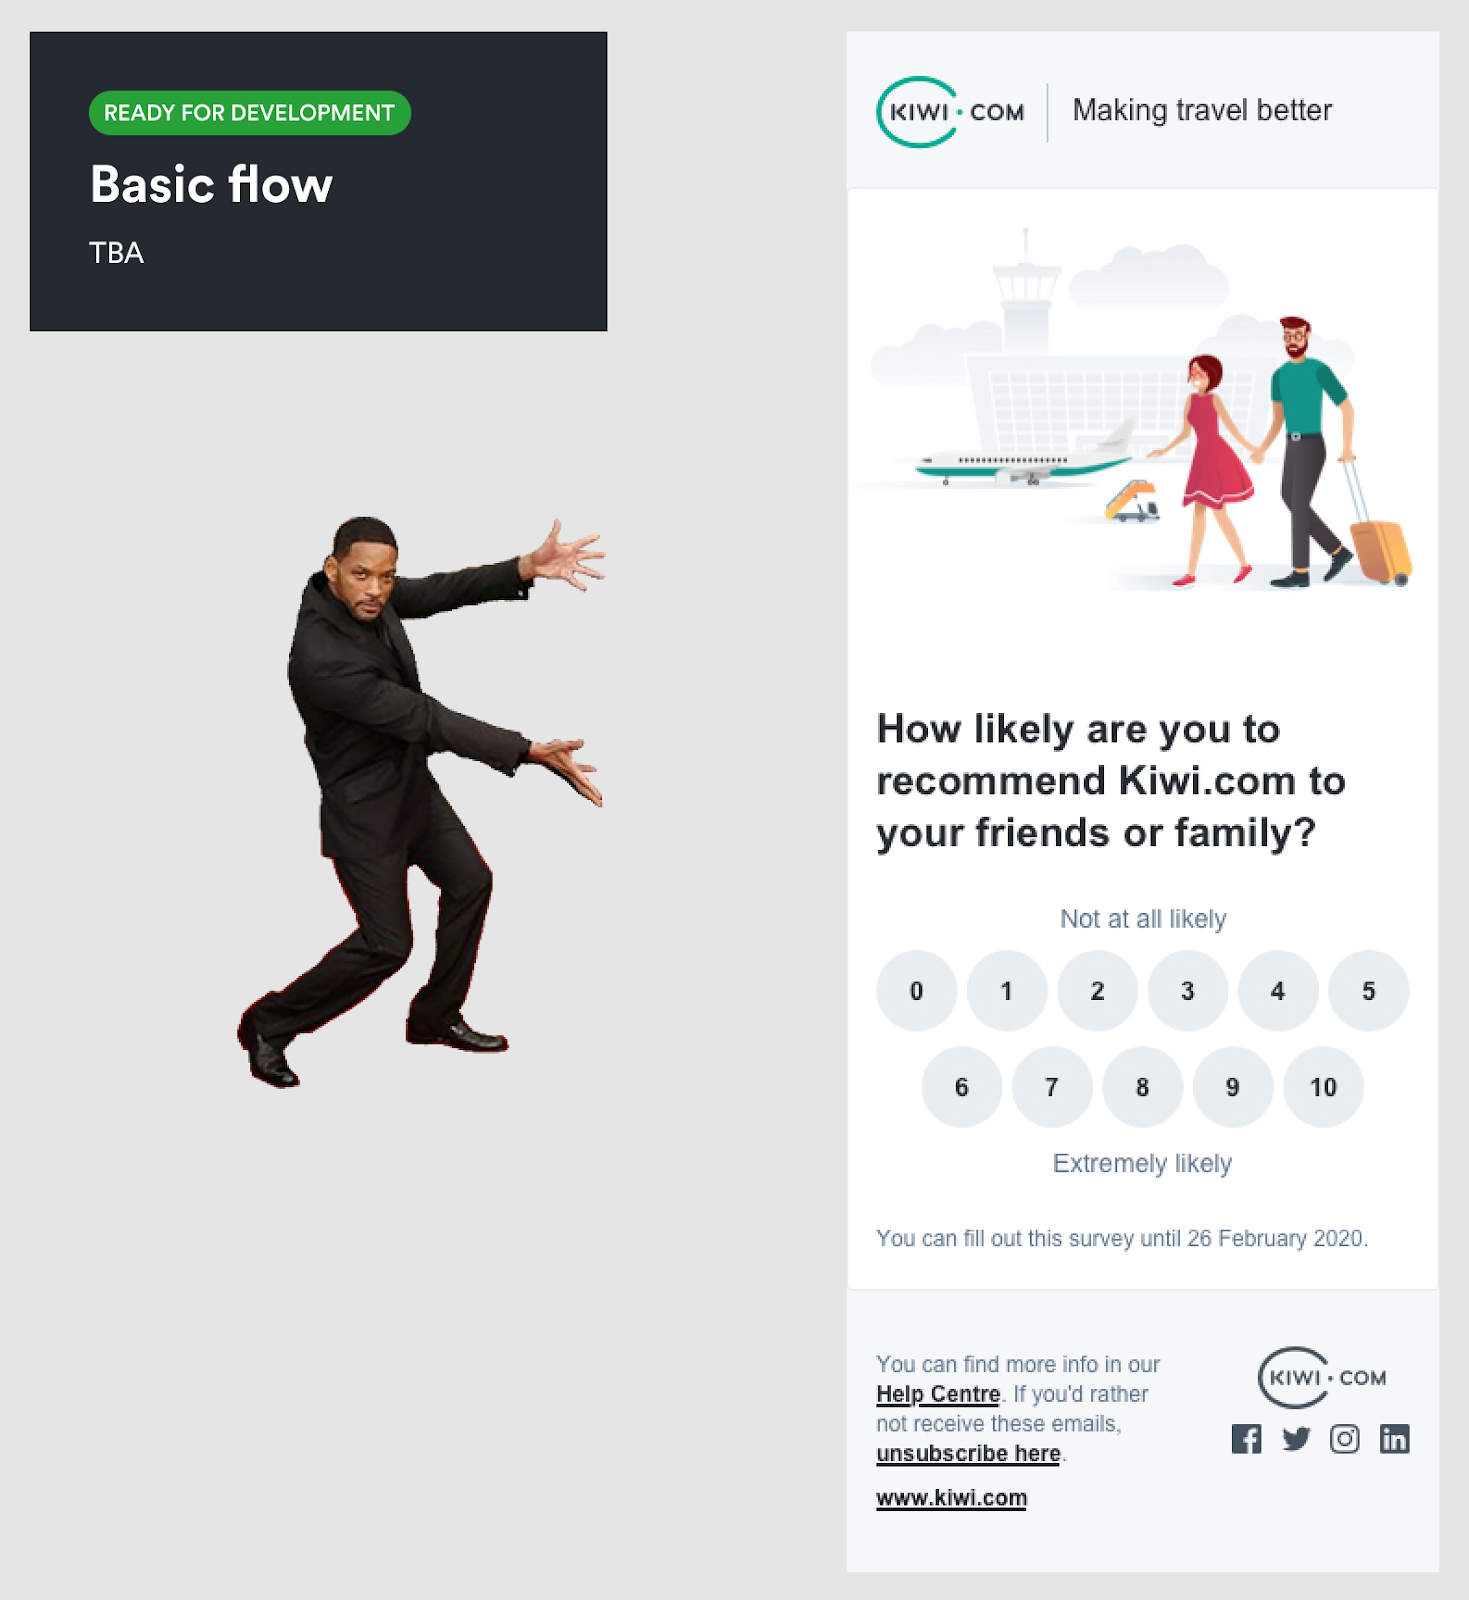 READY FOR DEVELOPMENT
Basic flow
TBA
KIWI·COM
Making travel better
How likely are you to
recommend Kiwi.com to
your friends or family?
Not at all likely
0 1 2 3 4 5
6 7 8 9 10
Extremely likely
You can fill out this survey until 26 February 2020.
You can find more info in our
Help Centre. If you'd rather
not receive these emails,
unsubscribe here.
www.kiwi.com
KIWI·COM